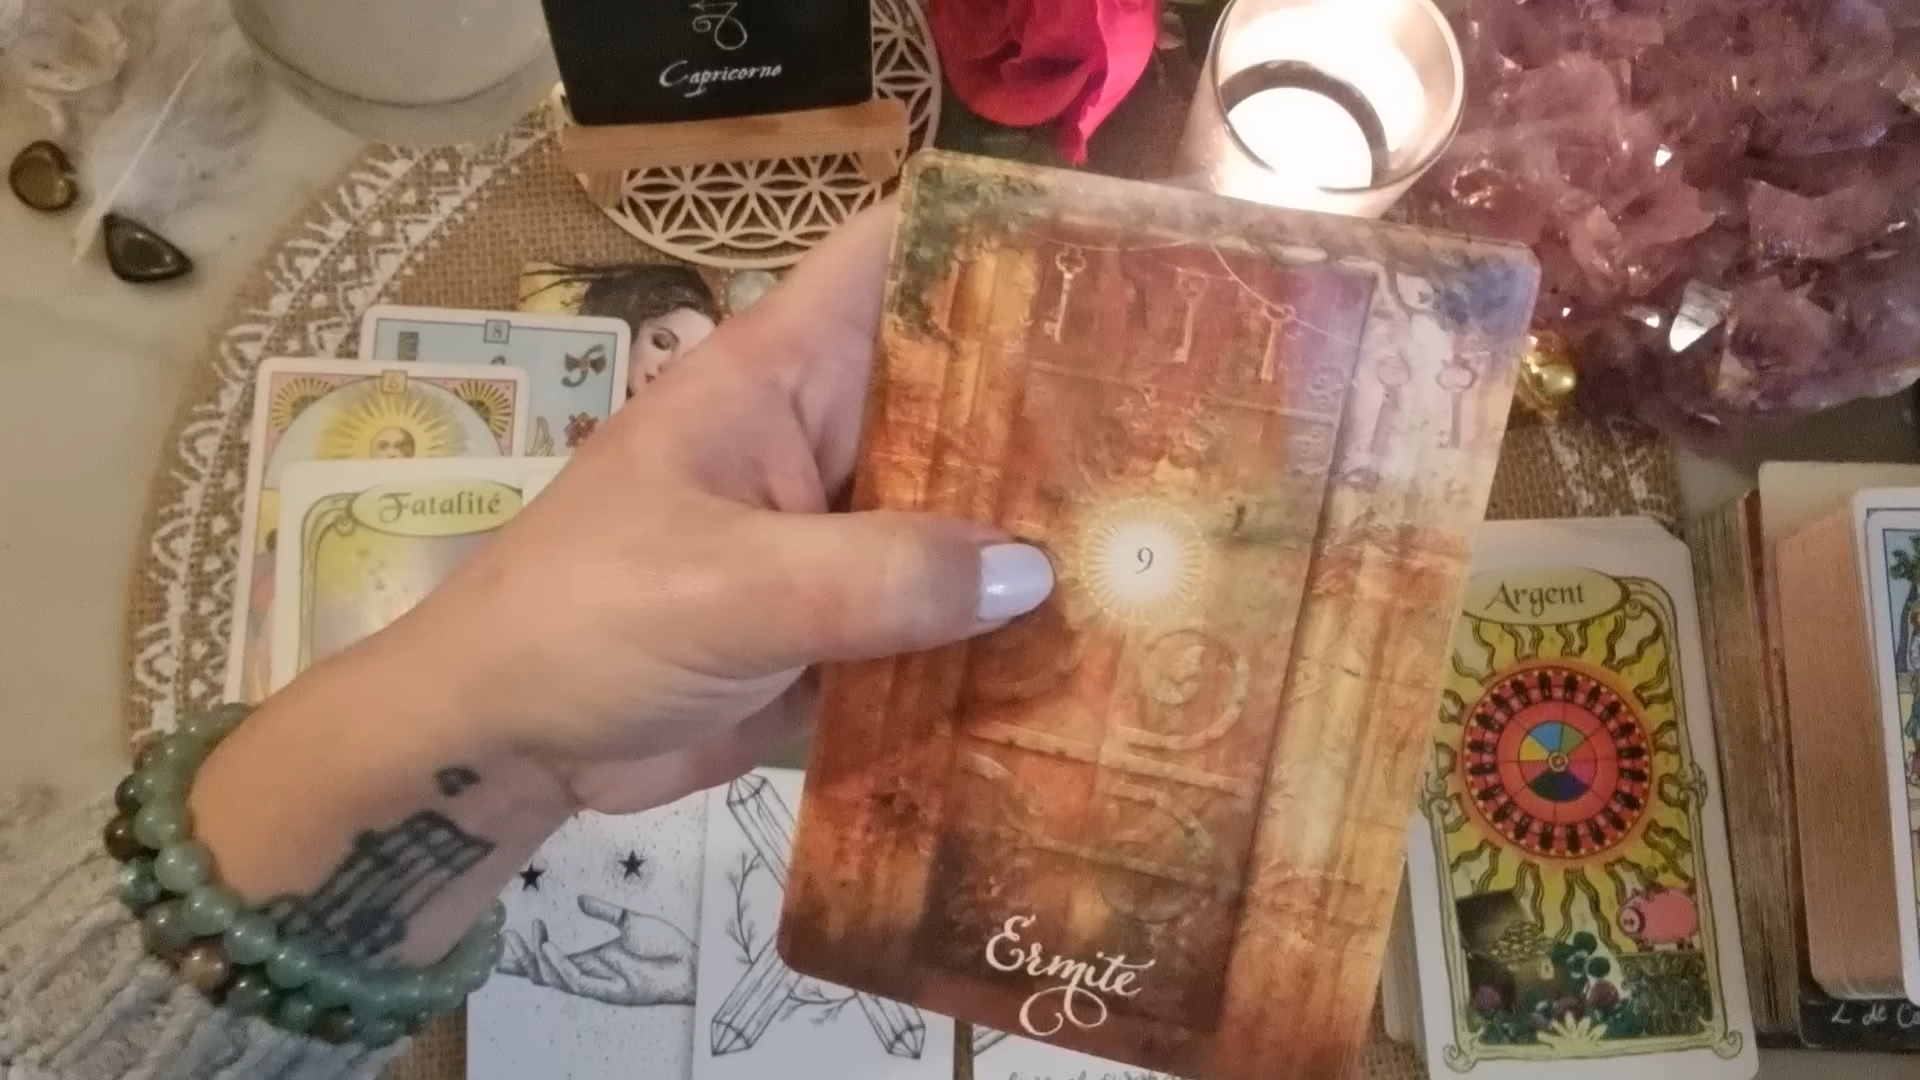 Capricorne
8
Fatalité
9
Argent
Ermite